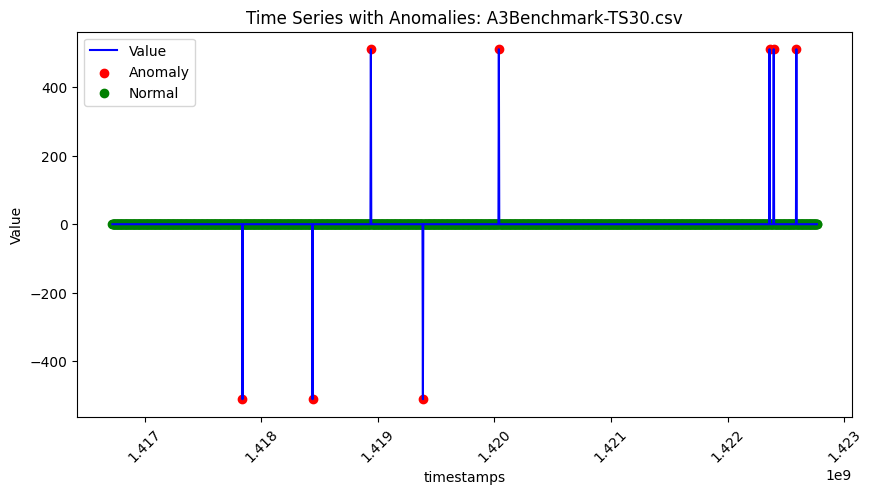 Time Series with Anomalies: A3Benchmark-TS30.csv
Value
Anomaly
Normal
400
200
0
−200
−400
Value
1.417
1.418
1.419
1.420
1.421
1.422
1.423
1e9
timestamps